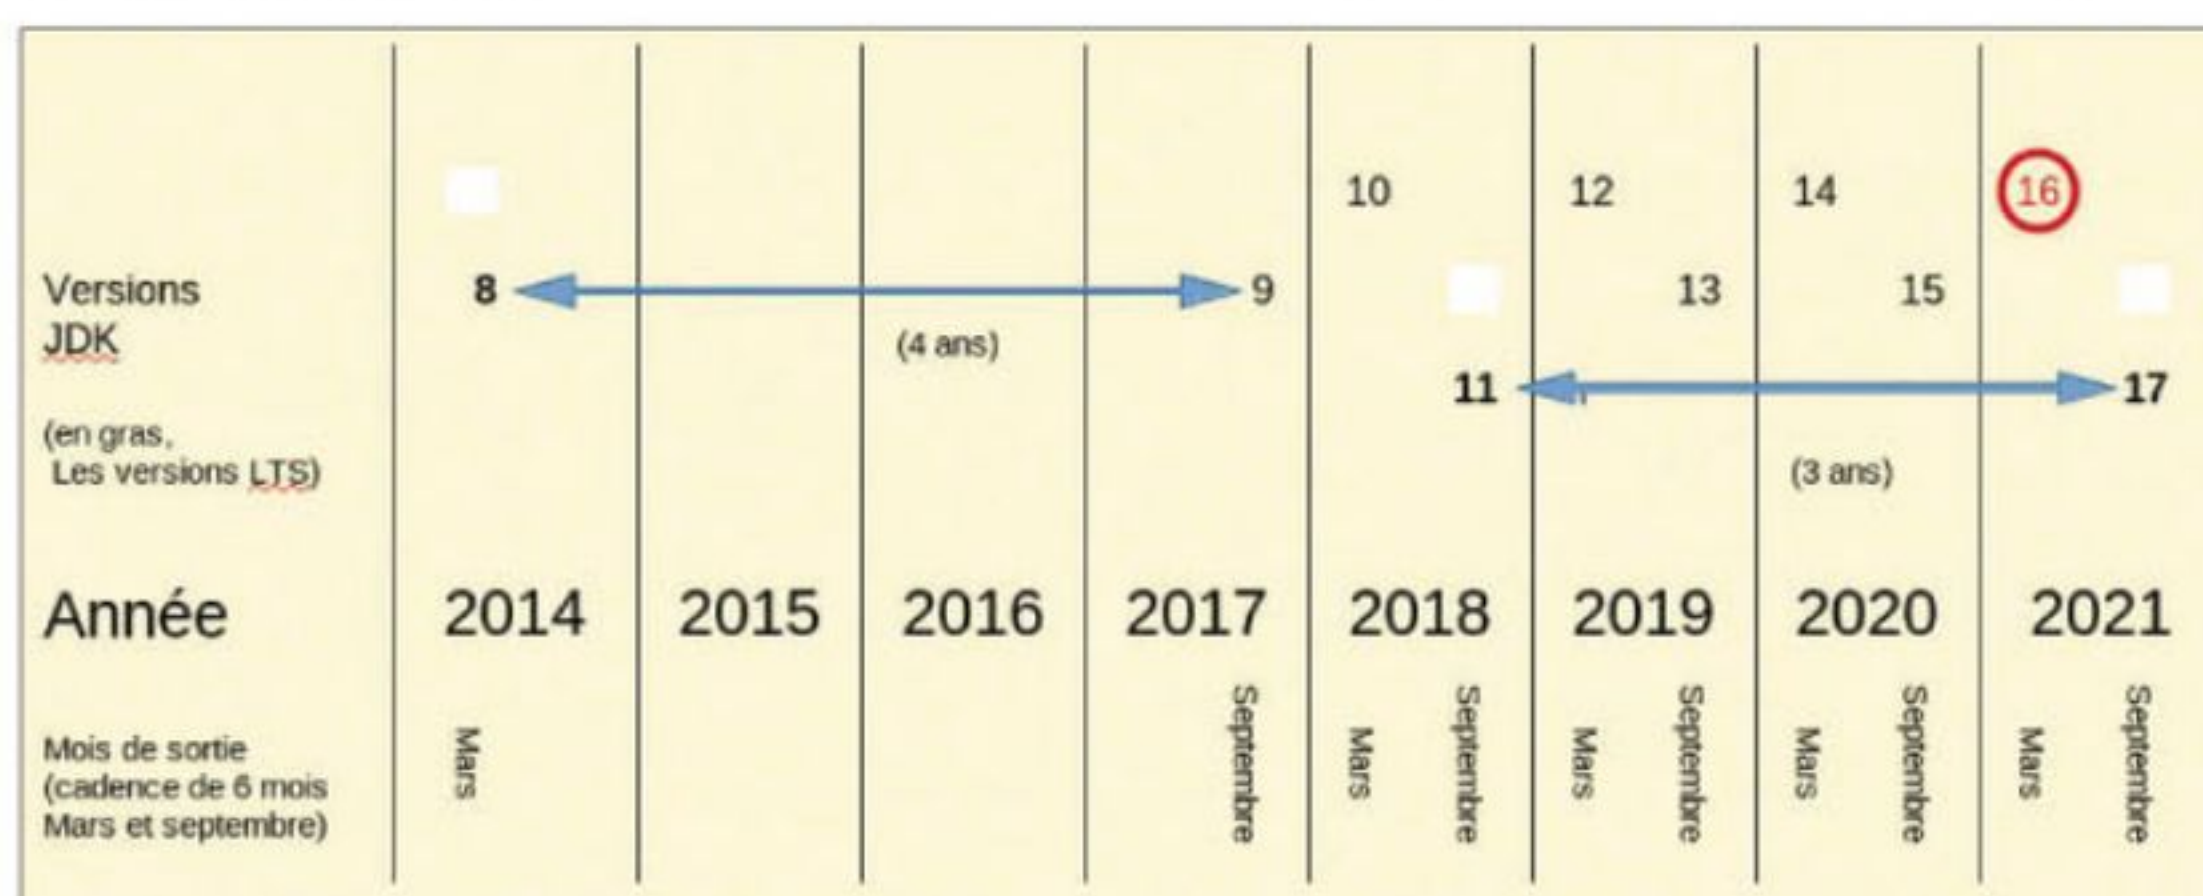 10 12 14 16
Versions 8 9 13 15
JDK (4 ans)
11 17
(en gras,
Les versions LTS) (3 ans)
Année 2014 2015 2016 2017 2018 2019 2020 2021
Mars Septembre Mars Septembre Mars Septembre Mars Septembre Mars Septembre
Mois de sortie
(cadence de 6 mois
Mars et septembre)